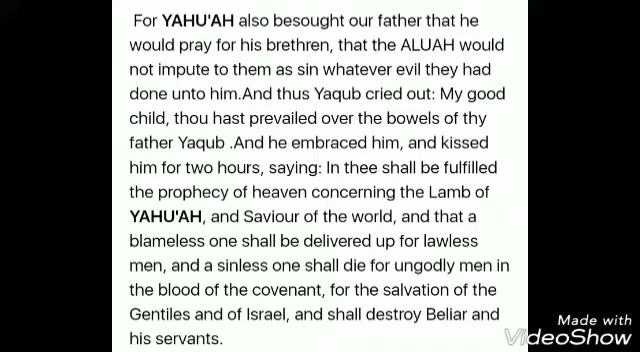 For YAHU'AH also besought our father that he
would pray for his brethren, that the ALUAH would
not impute to them as sin whatever evil they had
done unto him.And thus Yaqub cried out: My good
child, thou hast prevailed over the bowels of thy
father Yaqub .And he embraced him, and kissed
him for two hours, saying: In thee shall be fulfilled
the prophecy of heaven concerning the Lamb of
YAHU'AH, and Saviour of the world, and that a
blameless one shall be delivered up for lawless
men, and a sinless one shall die for ungodly men in
the blood of the covenant, for the salvation of the
Gentiles and of Israel, and shall destroy Beliar and
his servants.
Made with
VideoShow